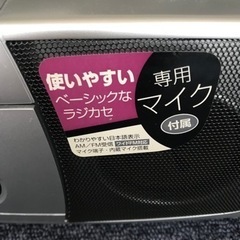 使いやすい
ベーシックな
ラジカセ
専用
マイク
付属
わかりやすい日本語表示
AM/FM受信 ワイドFM対応
マイク端子・内蔵マイク搭載